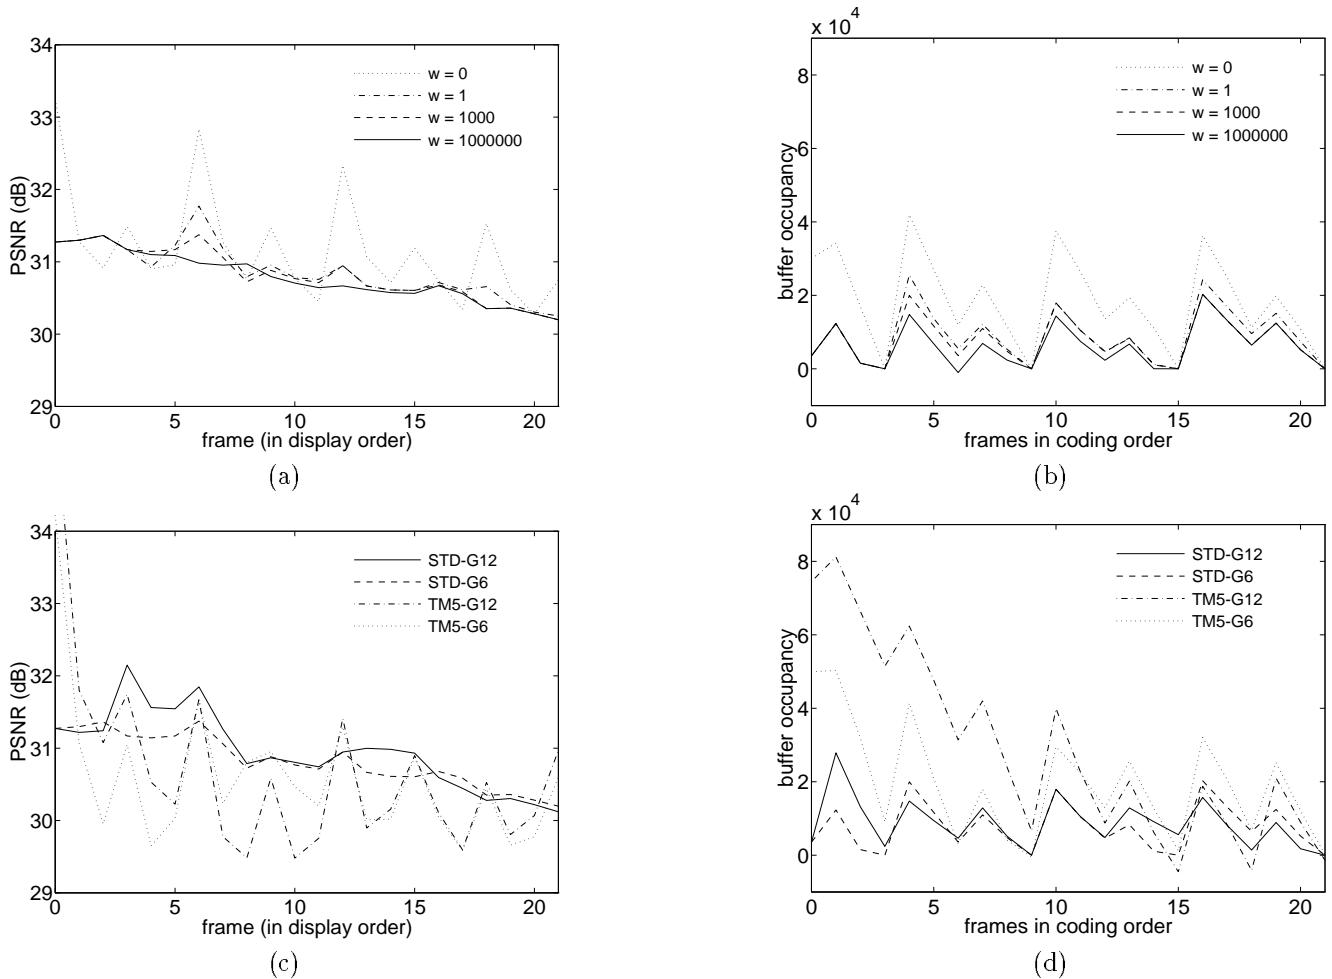 34
33
32
31
30
29
0
5
10
15
20
PSNR (dB)
frame (in display order)
w = 0
w = 1
w = 1000
w = 1000000
(a)
x 10^4
8
6
4
2
0
0
5
10
15
20
buffer occupancy
frames in coding order
w = 0
w = 1
w = 1000
w = 1000000
(b)
34
33
32
31
30
29
0
5
10
15
20
PSNR (dB)
frame (in display order)
STD-G12
STD-G6
TM5-G12
TM5-G6
(c)
x 10^4
8
6
4
2
0
0
5
10
15
20
buffer occupancy
frames in coding order
STD-G12
STD-G6
TM5-G12
TM5-G6
(d)